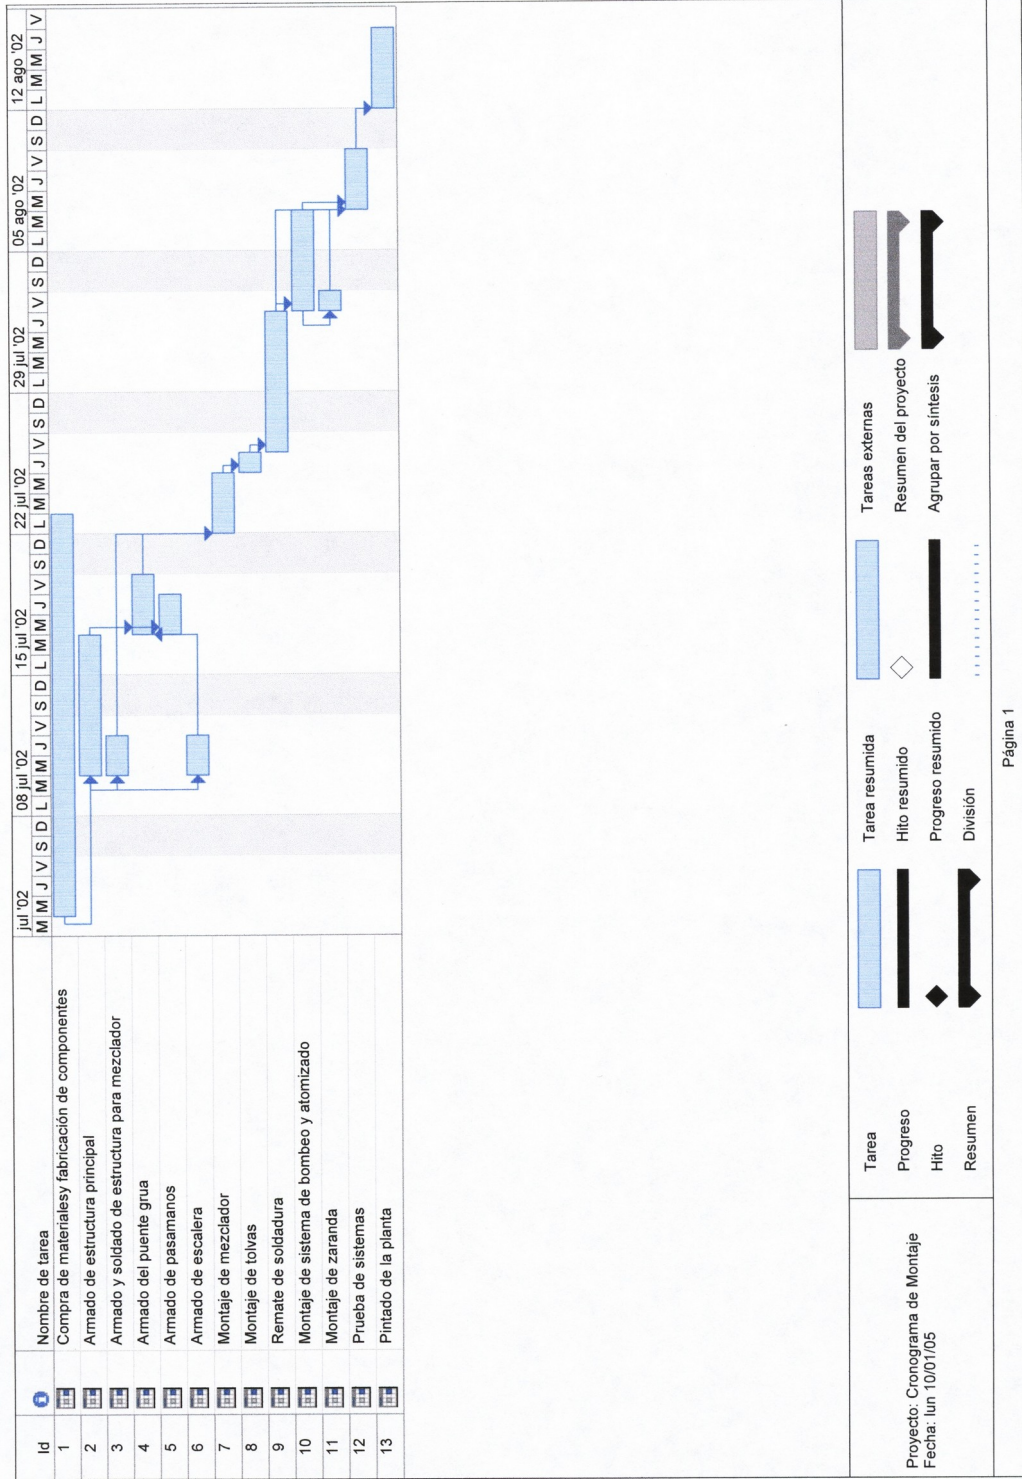 Id Nombre de tarea jul '02 08 jul '02 15 jul '02 22 jul '02 29 jul '02 05 ago '02 12 ago '02
M M J V S D L M M J V S D L M M J V S D L M M J V S D L M M J V S D L M M J V S D L M M J V
1 Compra de materialesy fabricación de componentes
2 Armado de estructura principal
3 Armado y soldado de estructura para mezclador
4 Armado del puente grua
5 Armado de pasamanos
6 Armado de escalera
7 Montaje de mezclador
8 Montaje de tolvas
9 Remate de soldadura
10 Montaje de sistema de bombeo y atomizado
11 Montaje de zaranda
12 Prueba de sistemas
13 Pintado de la planta
Proyecto: Cronograma de Montaje
Fecha: lun 10/01/05
Tarea
Progreso
Hito
Resumen
Tarea resumida
Hito resumido
Progreso resumido
División
Tareas externas
Resumen del proyecto
Agrupar por síntesis
Página 1